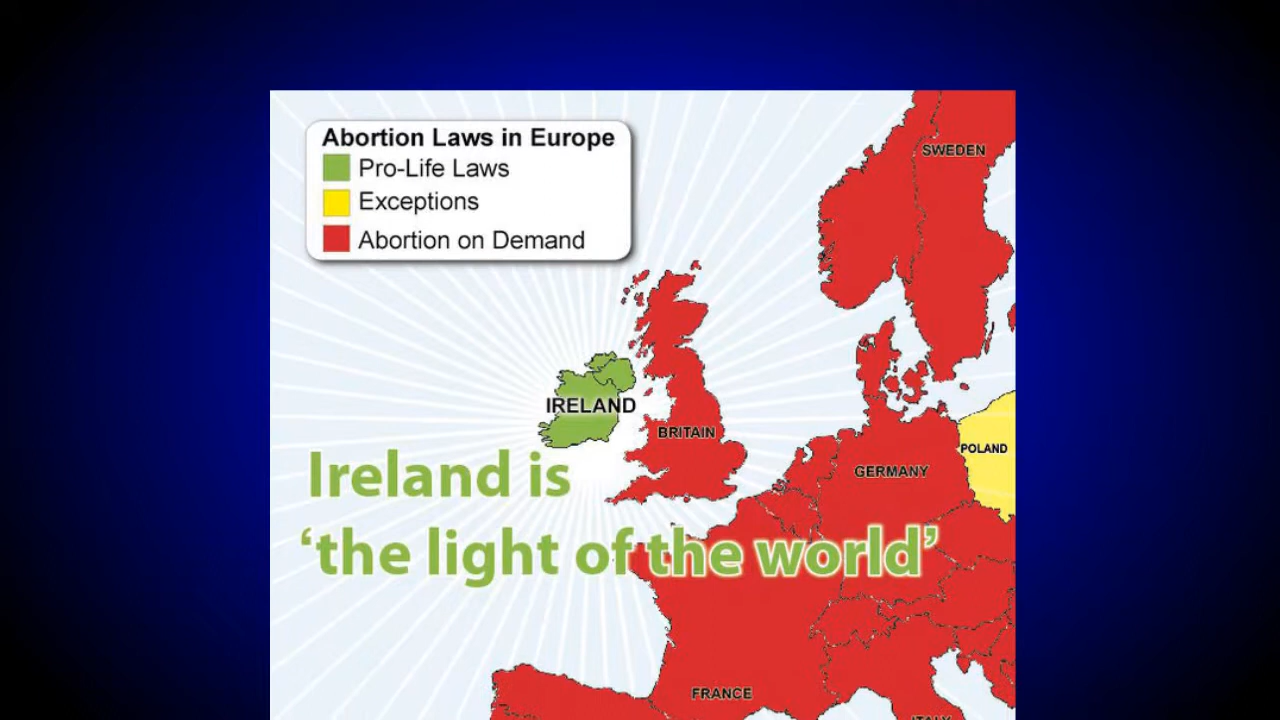 Abortion Laws in Europe
Pro-Life Laws
Exceptions
Abortion on Demand
SWEDEN
IRELAND
BRITAIN
POLAND
GERMANY
Ireland is
‘the light of the world’
FRANCE
ITALY